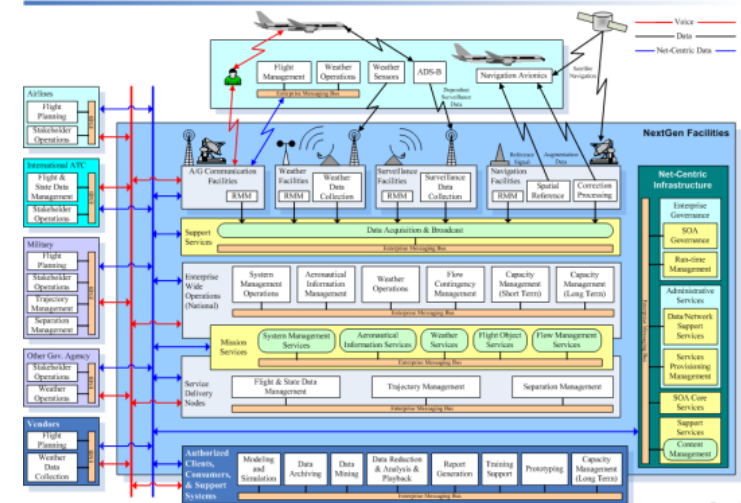 Voice
Data
Net-Centric Data
Flight
Management
Weather
Operations
Weather
Sensors
ADS-B
Navigation Avionics
Enterprise Messaging Bus
Satellite
Navigation
Dependent
Surveillance
Data
Airlines
Flight
Planning
Stakeholder
Operations
EMB
International ATC
Flight &
State Data
Management
Stakeholder
Operations
EMB
Military
Flight
Planning
Stakeholder
Operations
Trajectory
Management
Separation
Management
EMB
Other Gov. Agency
Stakeholder
Operations
Weather
Operations
EMB
Vendors
Flight
Planning
Weather
Data
Collection
EMB
NextGen Facilities
A/G Communication
Facilities
RMM
Weather
Facilities
RMM
Weather
Data
Collection
Surveillance
Facilities
RMM
Surveillance
Data
Collection
Reference
Signal
Augmentation
Data
Navigation
Facilities
RMM
Spatial
Reference
Correction
Processing
Support
Services
Data Acquisition & Broadcast
Enterprise Messaging Bus
Enterprise
Wide
Operations
(National)
System
Management
Operations
Aeronautical
Information
Management
Weather
Operations
Flow
Contingency
Management
Capacity
Management
(Short Term)
Capacity
Management
(Long Term)
Enterprise Messaging Bus
Mission
Services
System Management
Services
Aeronautical
Information Services
Weather
Services
Flight Object
Services
Flow Management
Services
Enterprise Messaging Bus
Service
Delivery
Nodes
Flight & State Data
Management
Trajectory Management
Separation Management
Enterprise Messaging Bus
Authorized
Clients,
Consumers,
& Support
Systems
Modeling
and
Simulation
Data
Archiving
Data
Mining
Data Reduction
& Analysis &
Playback
Report
Generation
Training
Support
Prototyping
Capacity
Management
(Long Term)
Enterprise Messaging Bus
Net-Centric
Infrastructure
Enterprise Messaging Bus
Enterprise
Governance
SOA
Governance
Run-time
Management
Administrative
Services
Data/Network
Support
Services
Services
Provisioning
Management
SOA Core
Services
Support
Services
Content
Management